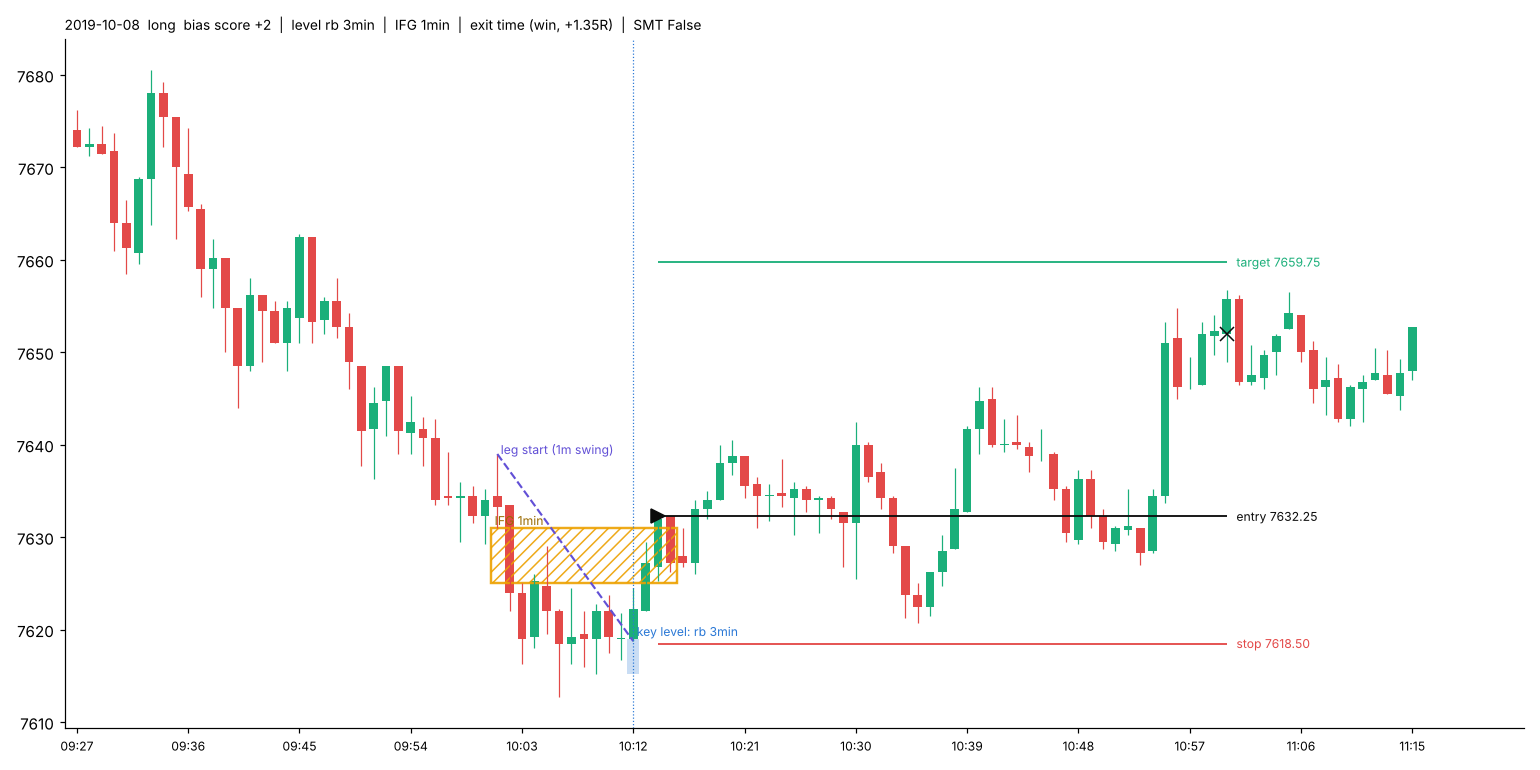 2019-10-08  long  bias score +2  |  level rb 3min  |  IFG 1min  |  exit time (win, +1.35R)  |  SMT False
7680
7670
7660
target 7659.75
7650
7640
leg start (1m swing)
7630
IFG 1min
entry 7632.25
7620
key level: rb 3min
stop 7618.50
7610
09:27 09:36 09:45 09:54 10:03 10:12 10:21 10:30 10:39 10:48 10:57 11:06 11:15